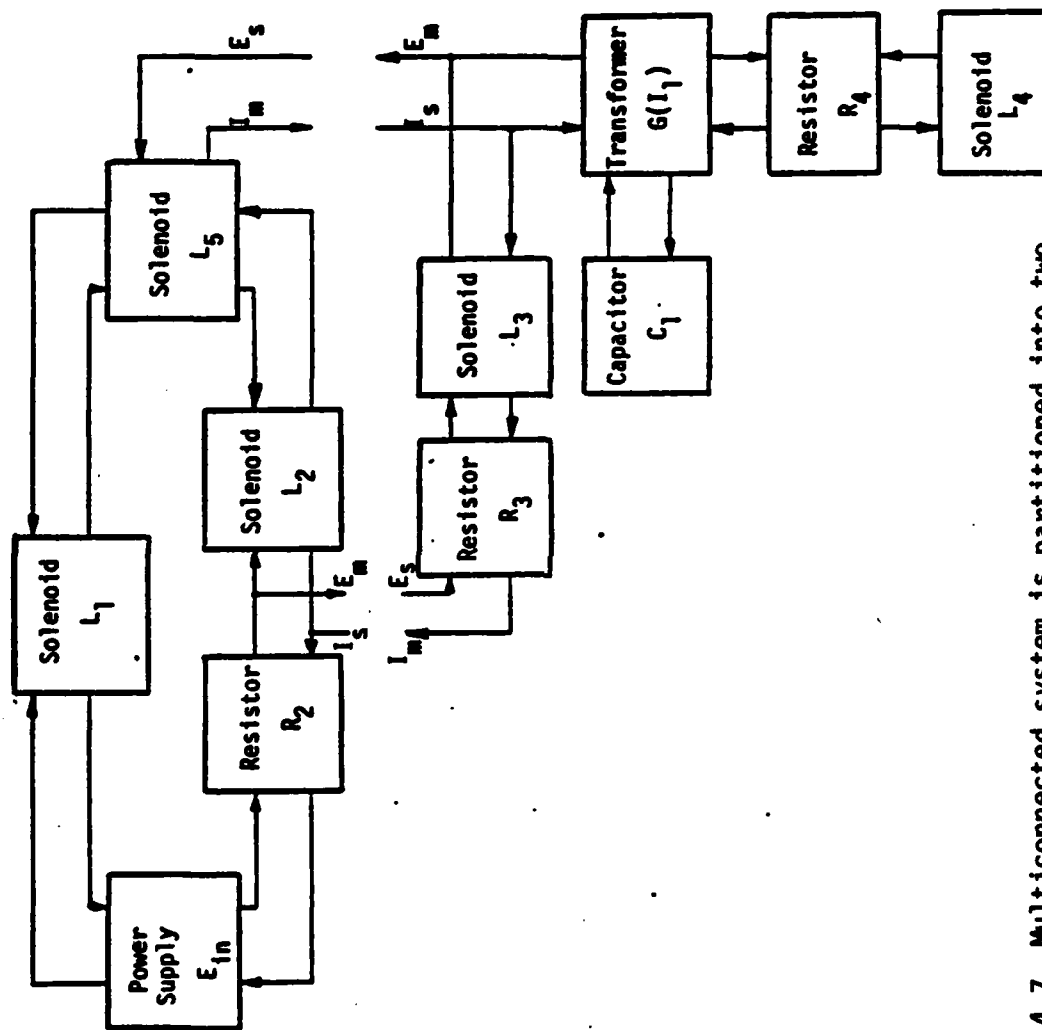 Power
Supply
E_in
Solenoid
L_1
Resistor
R_2
Solenoid
L_2
Solenoid
L_5
E_s
I_m
I_s
E_m
E_m
I_s
E_s
I_m
Resistor
R_3
Solenoid
L_3
Capacitor
C_1
Transformer
G(I_1)
Resistor
R_4
Solenoid
L_4
4.7 Multiconnected system is partitioned into two